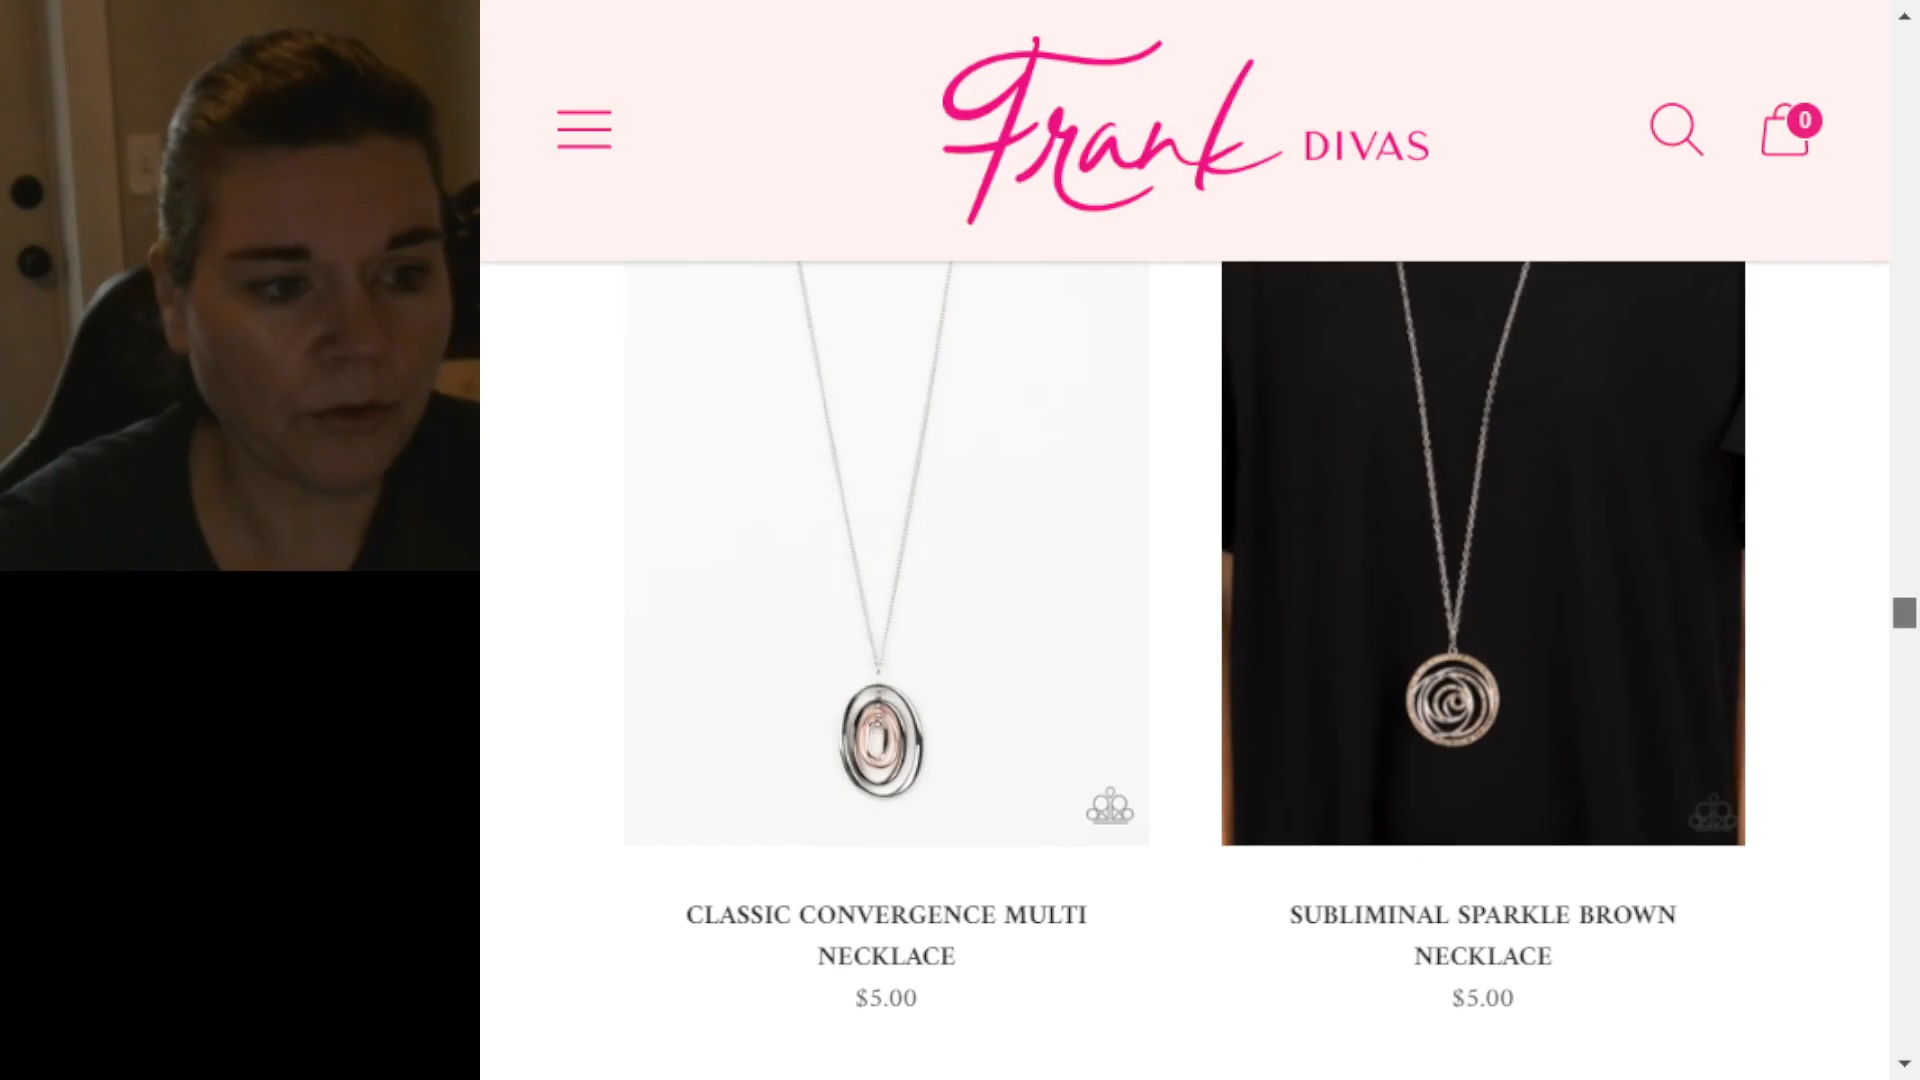 Frank DIVAS
0
CLASSIC CONVERGENCE MULTI
NECKLACE
$5.00
SUBLIMINAL SPARKLE BROWN
NECKLACE
$5.00